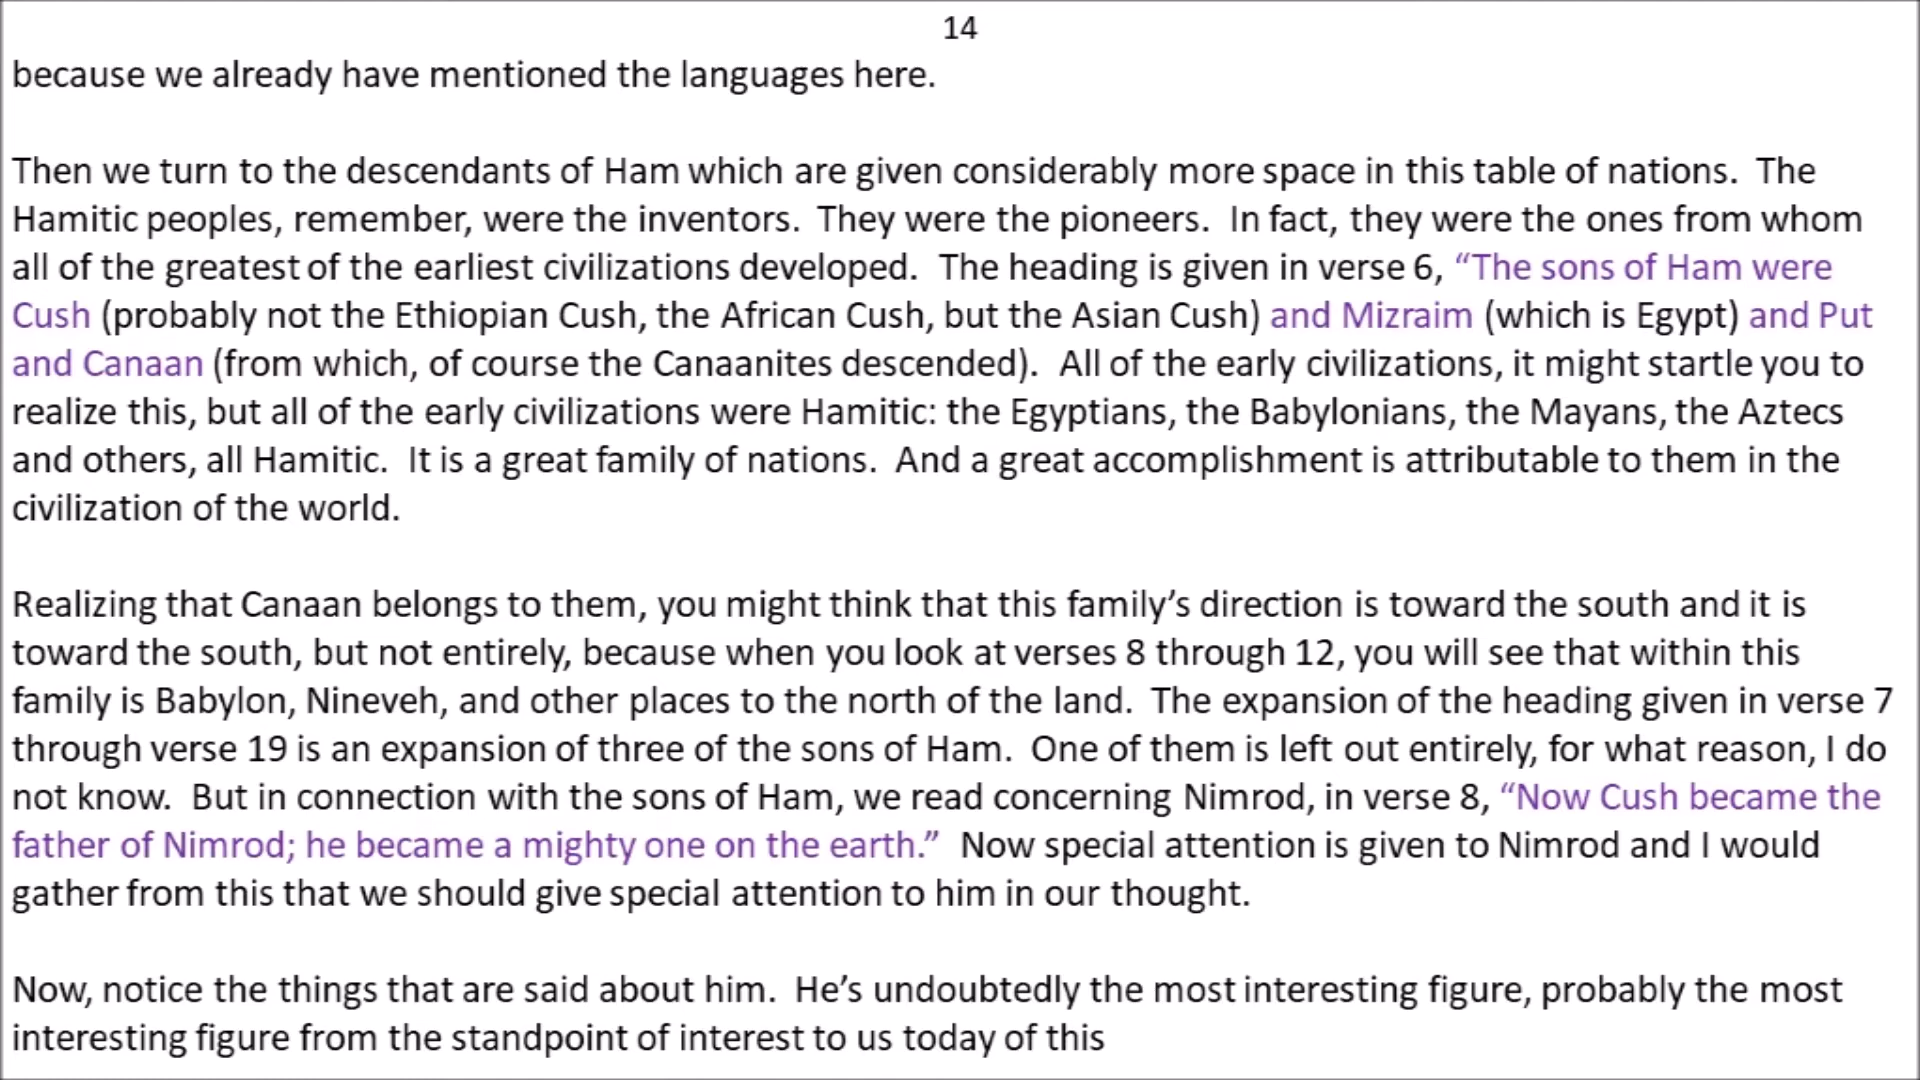 14
because we already have mentioned the languages here.
Then we turn to the descendants of Ham which are given considerably more space in this table of nations.  The
Hamitic peoples, remember, were the inventors.  They were the pioneers.  In fact, they were the ones from whom
all of the greatest of the earliest civilizations developed.  The heading is given in verse 6, “The sons of Ham were
Cush (probably not the Ethiopian Cush, the African Cush, but the Asian Cush) and Mizraim (which is Egypt) and Put
and Canaan (from which, of course the Canaanites descended).  All of the early civilizations, it might startle you to
realize this, but all of the early civilizations were Hamitic: the Egyptians, the Babylonians, the Mayans, the Aztecs
and others, all Hamitic.  It is a great family of nations.  And a great accomplishment is attributable to them in the
civilization of the world.
Realizing that Canaan belongs to them, you might think that this family’s direction is toward the south and it is
toward the south, but not entirely, because when you look at verses 8 through 12, you will see that within this
family is Babylon, Nineveh, and other places to the north of the land.  The expansion of the heading given in verse 7
through verse 19 is an expansion of three of the sons of Ham.  One of them is left out entirely, for what reason, I do
not know.  But in connection with the sons of Ham, we read concerning Nimrod, in verse 8, “Now Cush became the
father of Nimrod; he became a mighty one on the earth.”  Now special attention is given to Nimrod and I would
gather from this that we should give special attention to him in our thought.
Now, notice the things that are said about him.  He’s undoubtedly the most interesting figure, probably the most
interesting figure from the standpoint of interest to us today of this